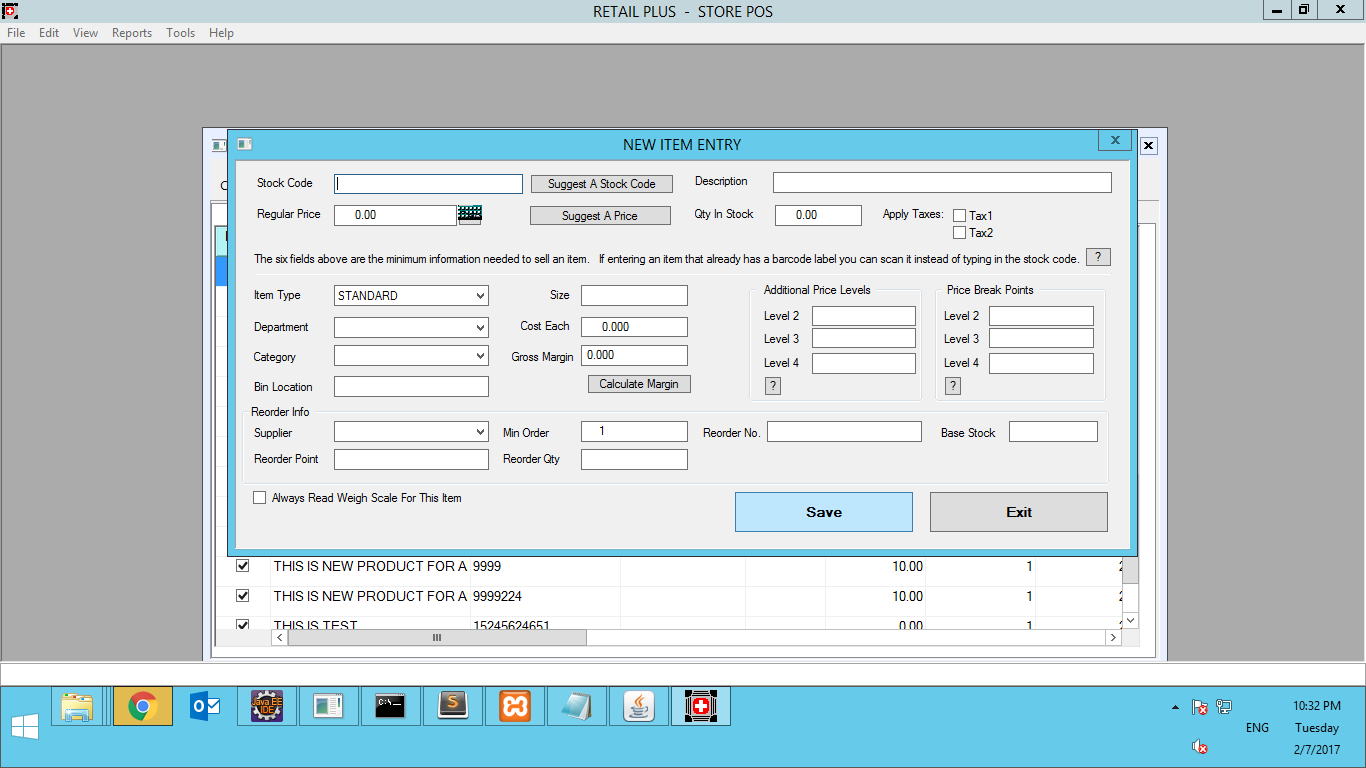 RETAIL PLUS - STORE POS
File Edit View Reports Tools Help
NEW ITEM ENTRY
Stock Code Suggest A Stock Code Description
Regular Price 0.00 Suggest A Price Qty In Stock 0.00 Apply Taxes: Tax1
Tax2
The six fields above are the minimum information needed to sell an item. If entering an item that already has a barcode label you can scan it instead of typing in the stock code. ?
Item Type STANDARD Size Additional Price Levels Price Break Points
Level 2 Level 2
Department Cost Each 0.000
Level 3 Level 3
Category Gross Margin 0.000
Level 4 Level 4
Bin Location Calculate Margin ? ?
Reorder Info
Supplier Min Order 1 Reorder No. Base Stock
Reorder Point Reorder Qty
Always Read Weigh Scale For This Item
Save Exit
THIS IS NEW PRODUCT FOR A 9999 10.00 1
THIS IS NEW PRODUCT FOR A 9999224 10.00 1
THIS IS TEST 15245624651 0.00 1
Java EE
IDE
C:\
10:32 PM
ENG Tuesday
2/7/2017